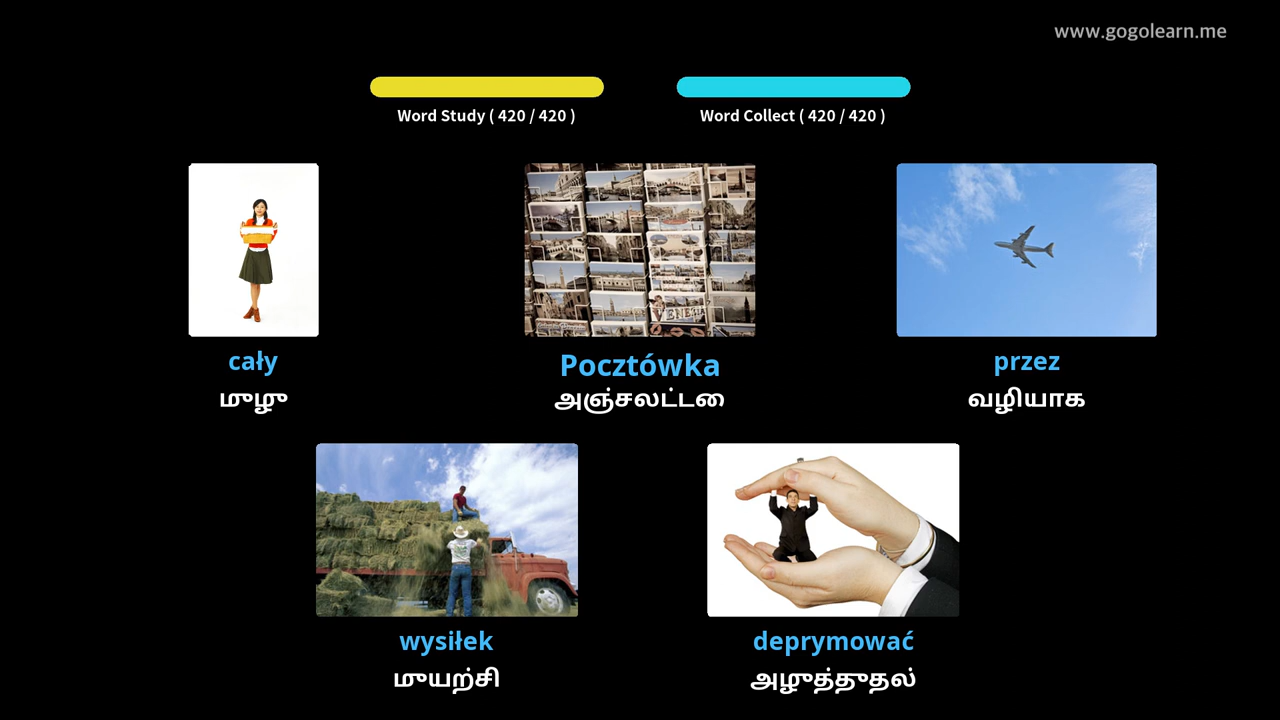 www.gogolearn.me
Word Study ( 420 / 420 )
Word Collect ( 420 / 420 )
cały
முழு
Pocztówka
அஞ்சலட்டை
przez
வழியாக
wysiłek
முயற்சி
deprymować
அழுத்துதல்